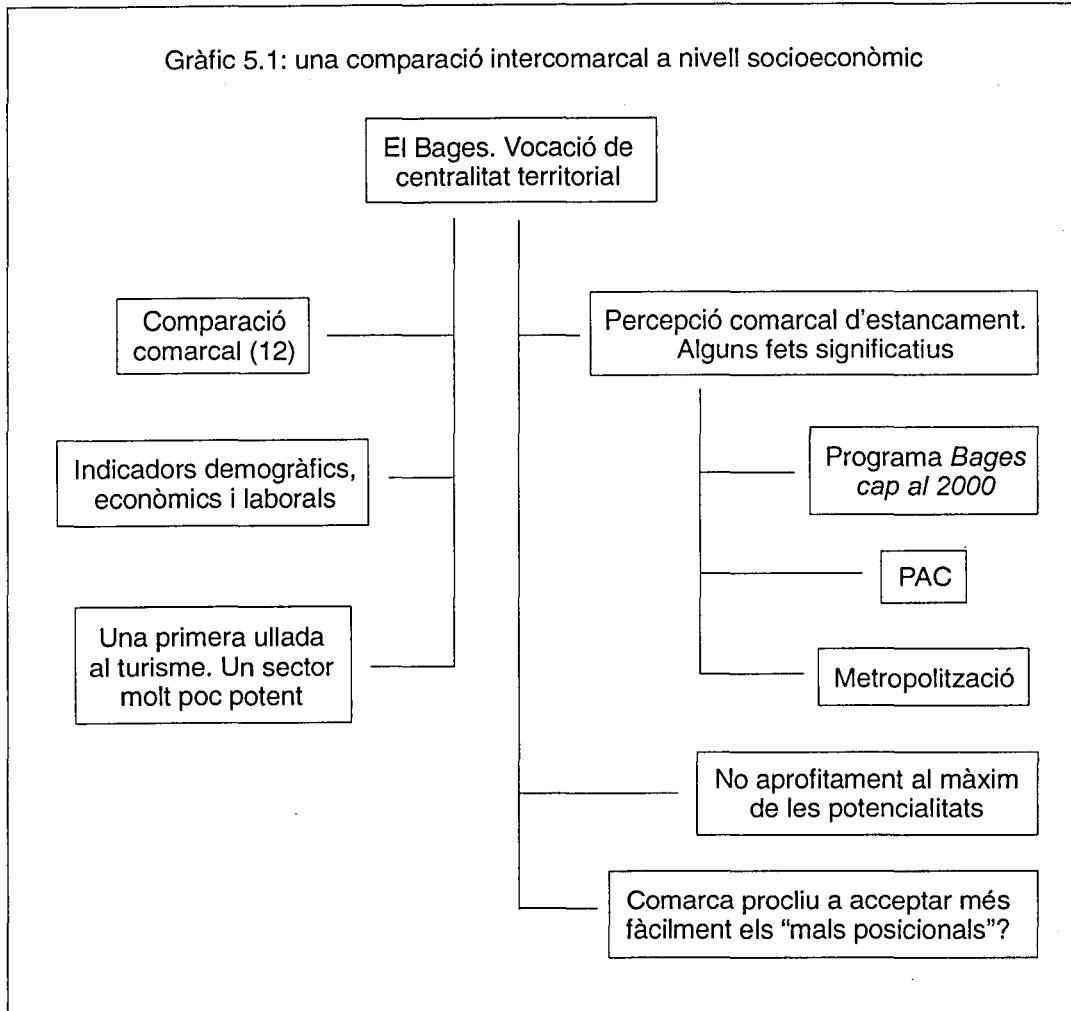 Gràfic 5.1: una comparació intercomarcal a nivell socioeconòmic
El Bages. Vocació de
centralitat territorial
Comparació
comarcal (12)
Indicadors demogràfics,
econòmics i laborals
Una primera ullada
al turisme. Un sector
molt poc potent
Percepció comarcal d'estancament.
Alguns fets significatius
Programa Bages
cap al 2000
PAC
Metropolització
No aprofitament al màxim
de les potencialitats
Comarca procliu a acceptar més
fàcilment els “mals posicionals”?